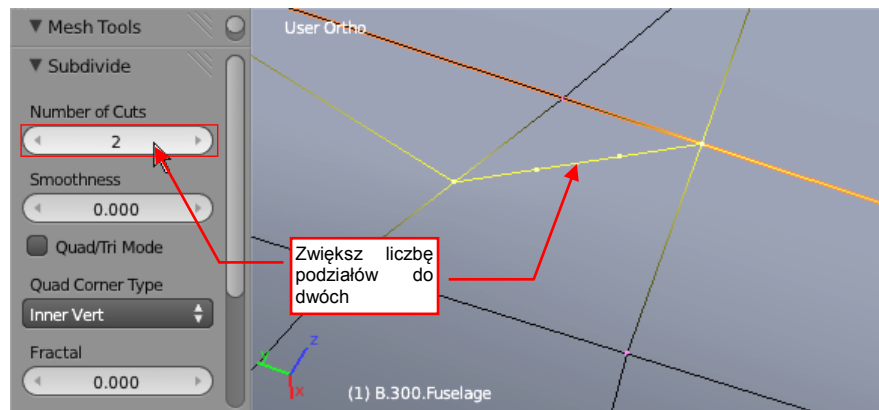 Mesh Tools
Subdivide
Number of Cuts
2
Smoothness
0.000
Quad/Tri Mode
Quad Corner Type
Inner Vert
Fractal
0.000
User Ortho
Zwiększ liczbę
podziałów do
dwóch
y
z
x
(1) B.300.Fuselage